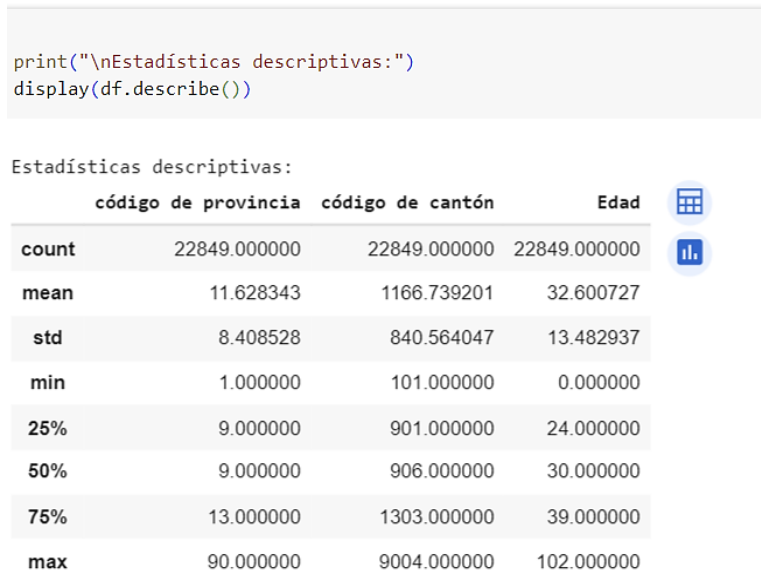 print("\nEstadísticas descriptivas:")
display(df.describe())
Estadísticas descriptivas:
código de provincia código de cantón Edad
count 22849.000000 22849.000000 22849.000000
mean 11.628343 1166.739201 32.600727
std 8.408528 840.564047 13.482937
min 1.000000 101.000000 0.000000
25% 9.000000 901.000000 24.000000
50% 9.000000 906.000000 30.000000
75% 13.000000 1303.000000 39.000000
max 90.000000 9004.000000 102.000000